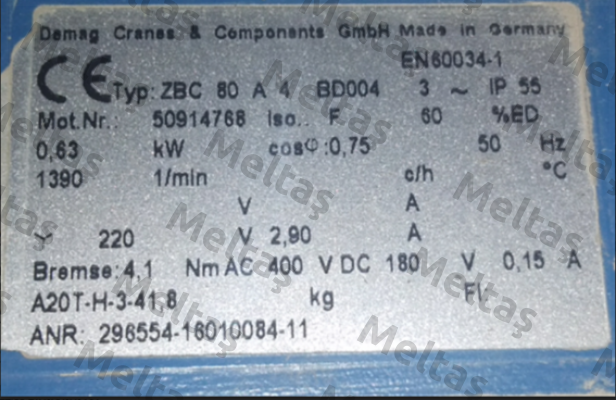 Demag Cranes & Components GmbH Made in Germany
EN60034-1
CE Typ: ZBC 80 A 4 BD004 3 ~ IP 55
Mot.Nr.: 50914768 Iso.. F 60 %ED
0,63 kW cosφ:0,75 50 Hz
1390 1/min c/h °C
V A
Y 220 V 2,90 A
Bremse:4,1 Nm AC 400 V DC 180 V 0,15 A
A20T-H-3-41,8 kg Fl:
ANR: 296554-16010084-11
Meltaş